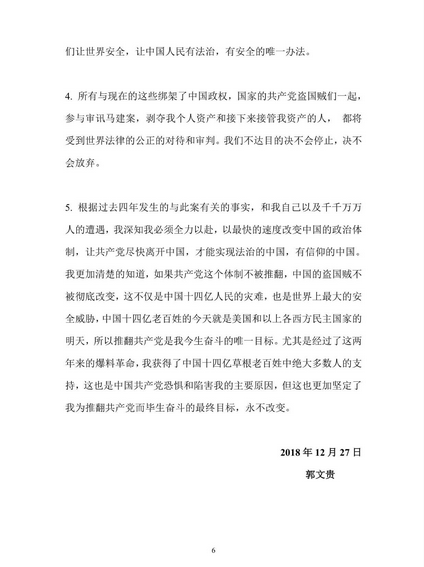 们让世界安全，让中国人民有法治，有安全的唯一办法。
4. 所有与现在的这些绑架了中国政权，国家的共产党盗国贼们一起，
参与审讯马建案，剥夺我个人资产和接下来接管我资产的人， 都将
受到世界法律的公正的对待和审判。我们不达目的决不会停止，决不
会放弃。
5. 根据过去四年发生的与此案有关的事实，和我自己以及千千万万
人的遭遇，我深知我必须全力以赴，以最快的速度改变中国的政治体
制，让共产党尽快离开中国，才能实现法治的中国，有信仰的中国。
我更加清楚的知道，如果共产党这个体制不被推翻，中国的盗国贼不
被彻底改变，这不仅是中国十四亿人民的灾难，也是世界上最大的安
全威胁，中国十四亿老百姓的今天就是美国和以上各西方民主国家的
明天，所以推翻共产党是我今生奋斗的唯一目标。尤其是经过了这两
年来的爆料革命，我获得了中国十四亿草根老百姓中绝大多数人的支
持，这也是中国共产党恐惧和陷害我的主要原因，但这也更加坚定了
我为推翻共产党而毕生奋斗的最终目标，永不改变。
2018 年 12 月 27 日
郭文贵
6